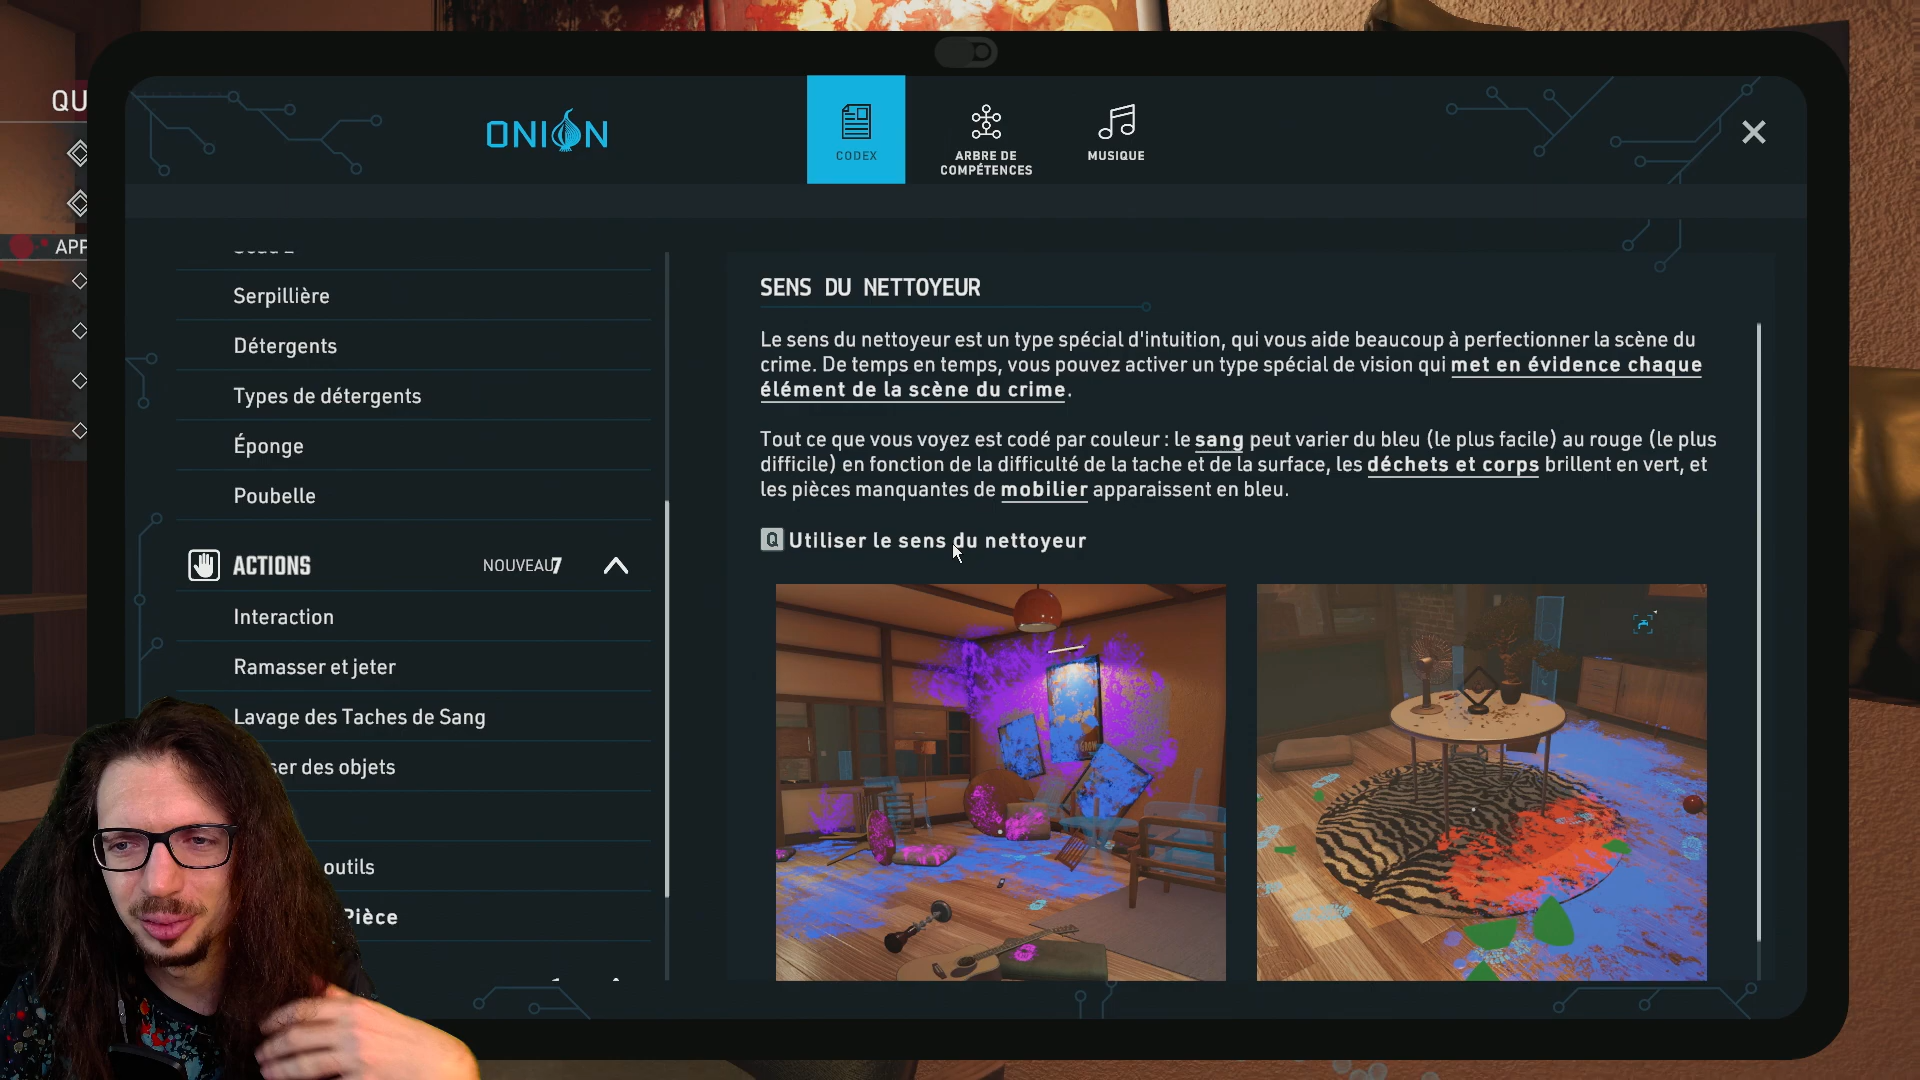 QU
APP
ONION
CODEX
ARBRE DE
COMPÉTENCES
MUSIQUE
Serpillière
Détergents
Types de détergents
Éponge
Poubelle
ACTIONS
NOUVEAU7
Interaction
Ramasser et jeter
Lavage des Taches de Sang
ser des objets
outils
Pièce
SENS DU NETTOYEUR
Le sens du nettoyeur est un type spécial d'intuition, qui vous aide beaucoup à perfectionner la scène du
crime. De temps en temps, vous pouvez activer un type spécial de vision qui met en évidence chaque
élément de la scène du crime.
Tout ce que vous voyez est codé par couleur : le sang peut varier du bleu (le plus facile) au rouge (le plus
difficile) en fonction de la difficulté de la tache et de la surface, les déchets et corps brillent en vert, et
les pièces manquantes de mobilier apparaissent en bleu.
Q Utiliser le sens du nettoyeur